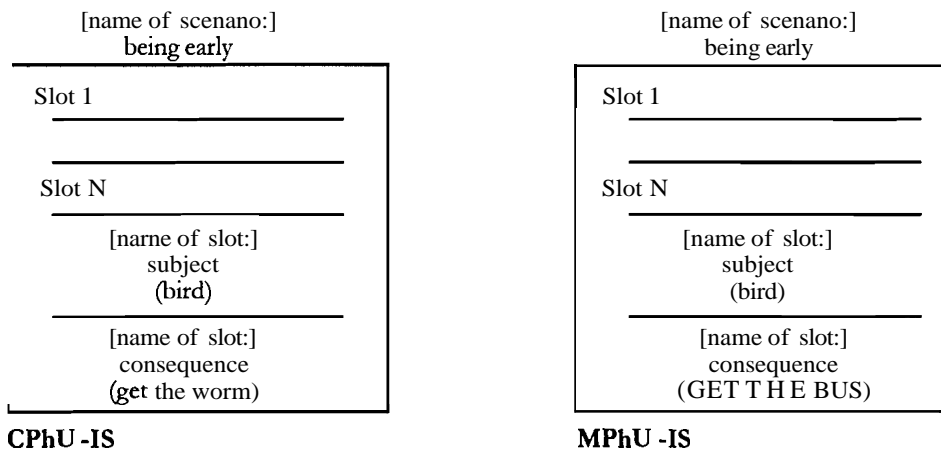 [name of scenano:]
being early
Slot 1
Slot N
[narne of slot:]
subject
(bird)
[name of slot:]
consequence
(get the worm)
CPhU -IS
[name of scenano:]
being early
Slot 1
Slot N
[name of slot:]
subject
(bird)
[name of slot:]
consequence
(GET T H E BUS)
MPhU -IS